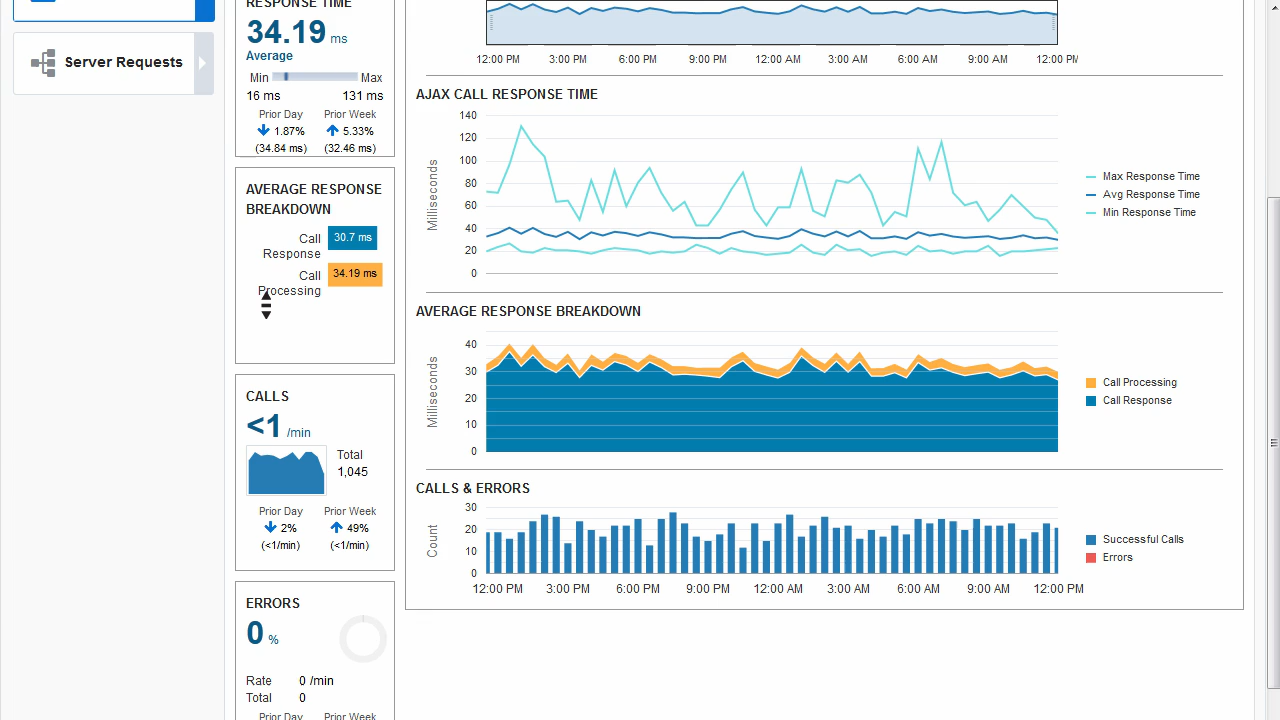 Server Requests
RESPONSE TIME
34.19 ms
Average
Min Max
16 ms 131 ms
Prior Day Prior Week
1.87% 5.33%
(34.84 ms) (32.46 ms)
AVERAGE RESPONSE
BREAKDOWN
Call
Response
30.7 ms
Call
Processing
34.19 ms
CALLS
<1 /min
Total
1,045
Prior Day Prior Week
2% 49%
(<1/min) (<1/min)
ERRORS
0 %
Rate 0 /min
Total 0
Prior Day Prior Week
12:00 PM 3:00 PM 6:00 PM 9:00 PM 12:00 AM 3:00 AM 6:00 AM 9:00 AM 12:00 PM
AJAX CALL RESPONSE TIME
Milliseconds
140
120
100
80
60
40
20
0
Max Response Time
Avg Response Time
Min Response Time
AVERAGE RESPONSE BREAKDOWN
Milliseconds
40
30
20
10
0
Call Processing
Call Response
CALLS & ERRORS
Count
30
20
10
0
12:00 PM 3:00 PM 6:00 PM 9:00 PM 12:00 AM 3:00 AM 6:00 AM 9:00 AM 12:00 PM
Successful Calls
Errors